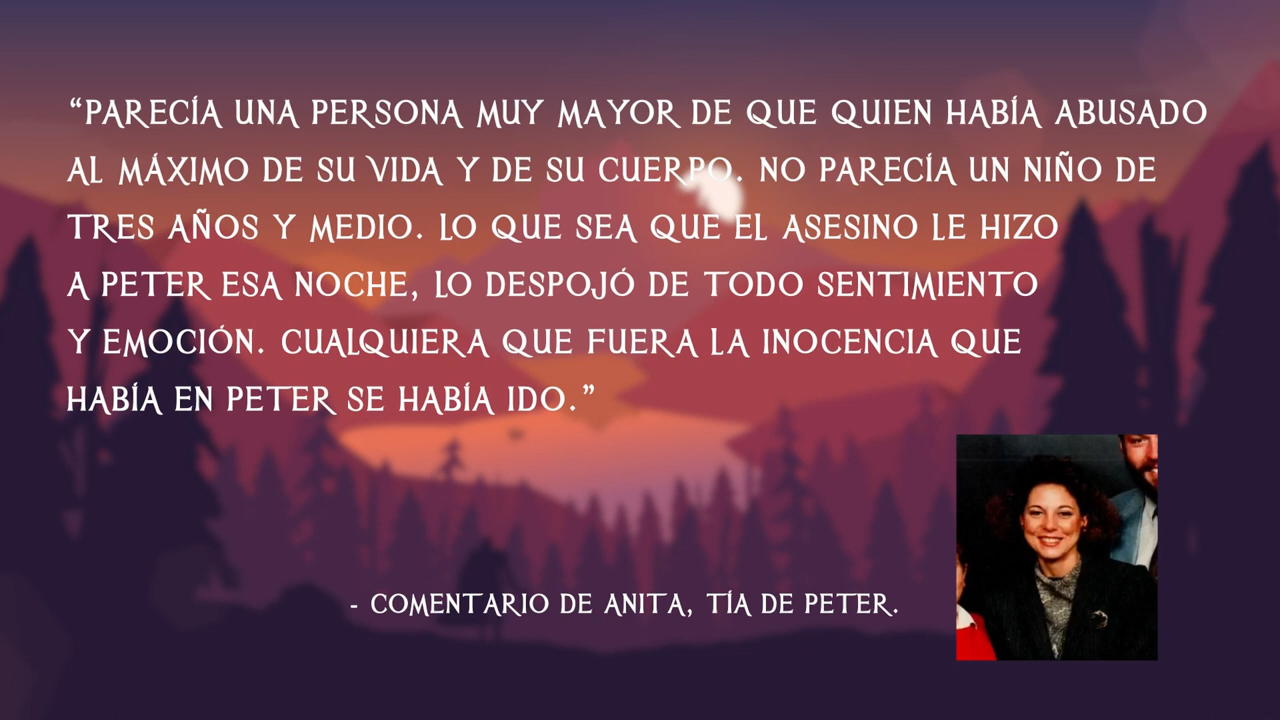 “PARECÍA UNA PERSONA MUY MAYOR DE QUE QUIEN HABÍA ABUSADO
AL MÁXIMO DE SU VIDA Y DE SU CUERPO. NO PARECÍA UN NIÑO DE
TRES AÑOS Y MEDIO. LO QUE SEA QUE EL ASESINO LE HIZO
A PETER ESA NOCHE, LO DESPOJÓ DE TODO SENTIMIENTO
Y EMOCIÓN. CUALQUIERA QUE FUERA LA INOCENCIA QUE
HABÍA EN PETER SE HABÍA IDO.”
- COMENTARIO DE ANITA, TÍA DE PETER.